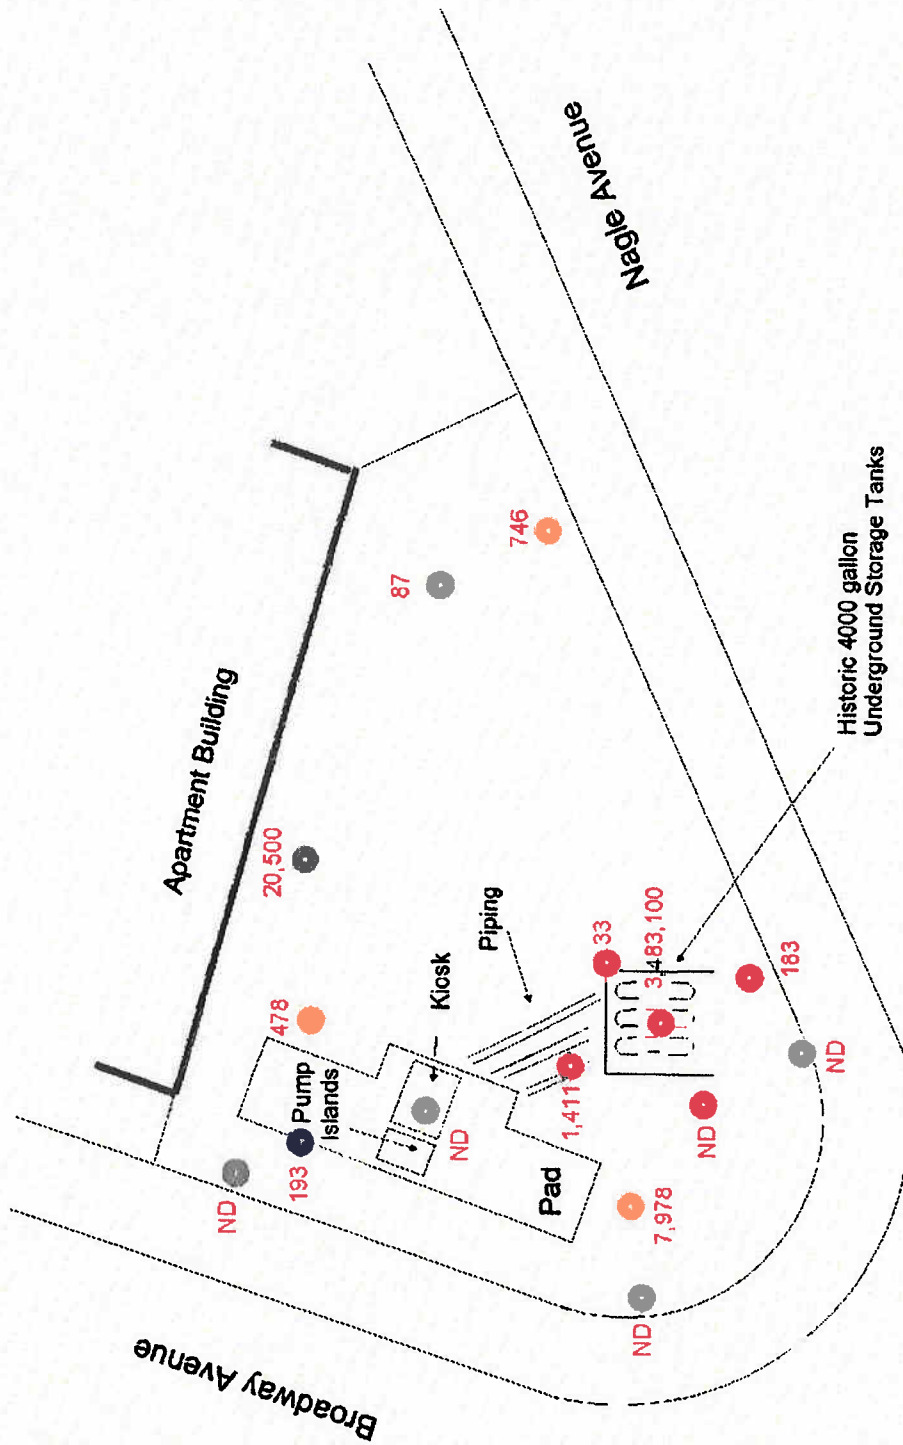 Nagle Avenue
746
87
Apartment Building
20,500
Historic 4000 gallon
Underground Storage Tanks
Piping
Kiosk
33
3,483,100
183
478
Pump
Islands
1,411
ND
ND
ND
193
ND
Pad
7,978
ND
Broadway Avenue